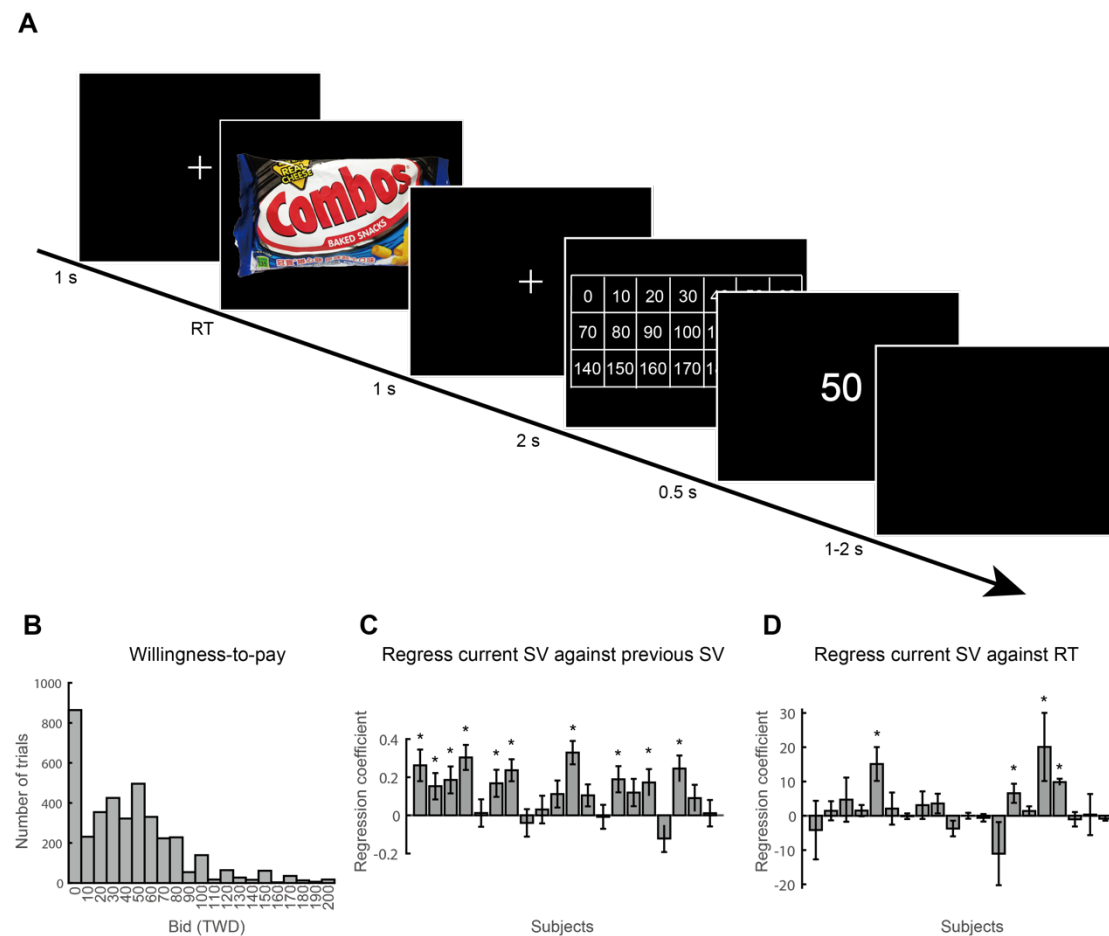 A
REAL
CHEESE
Combos
BAKED SNACKS
0 10 20 30
70 80 90 100
140 150 160 170
50
1 s
RT
1 s
2 s
0.5 s
1-2 s
B
Willingness-to-pay
Number of trials
1000
800
600
400
200
0
0 10 20 30 40 50 60 70 80 90 100 110 120 130 140 150 160 170 180 190 200
Bid (TWD)
C
Regress current SV against previous SV
Regression coefficient
0.4
0.2
0
-0.2
* * * * * * * * * *
Subjects
D
Regress current SV against RT
Regression coefficient
30
20
10
0
-10
-20
* * * *
Subjects